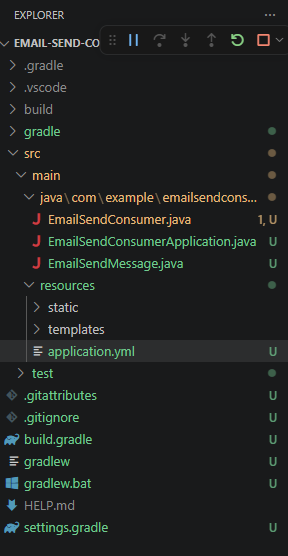 EXPLORER
EMAIL-SEND-CO
.gradle
.vscode
build
gradle
src
main
java\com\example\emailsendcons...
EmailSendConsumer.java 1, U
EmailSendConsumerApplication.java U
EmailSendMessage.java U
resources
static
templates
application.yml U
test
.gitattributes U
.gitignore U
build.gradle U
gradlew U
gradlew.bat U
HELP.md
settings.gradle U